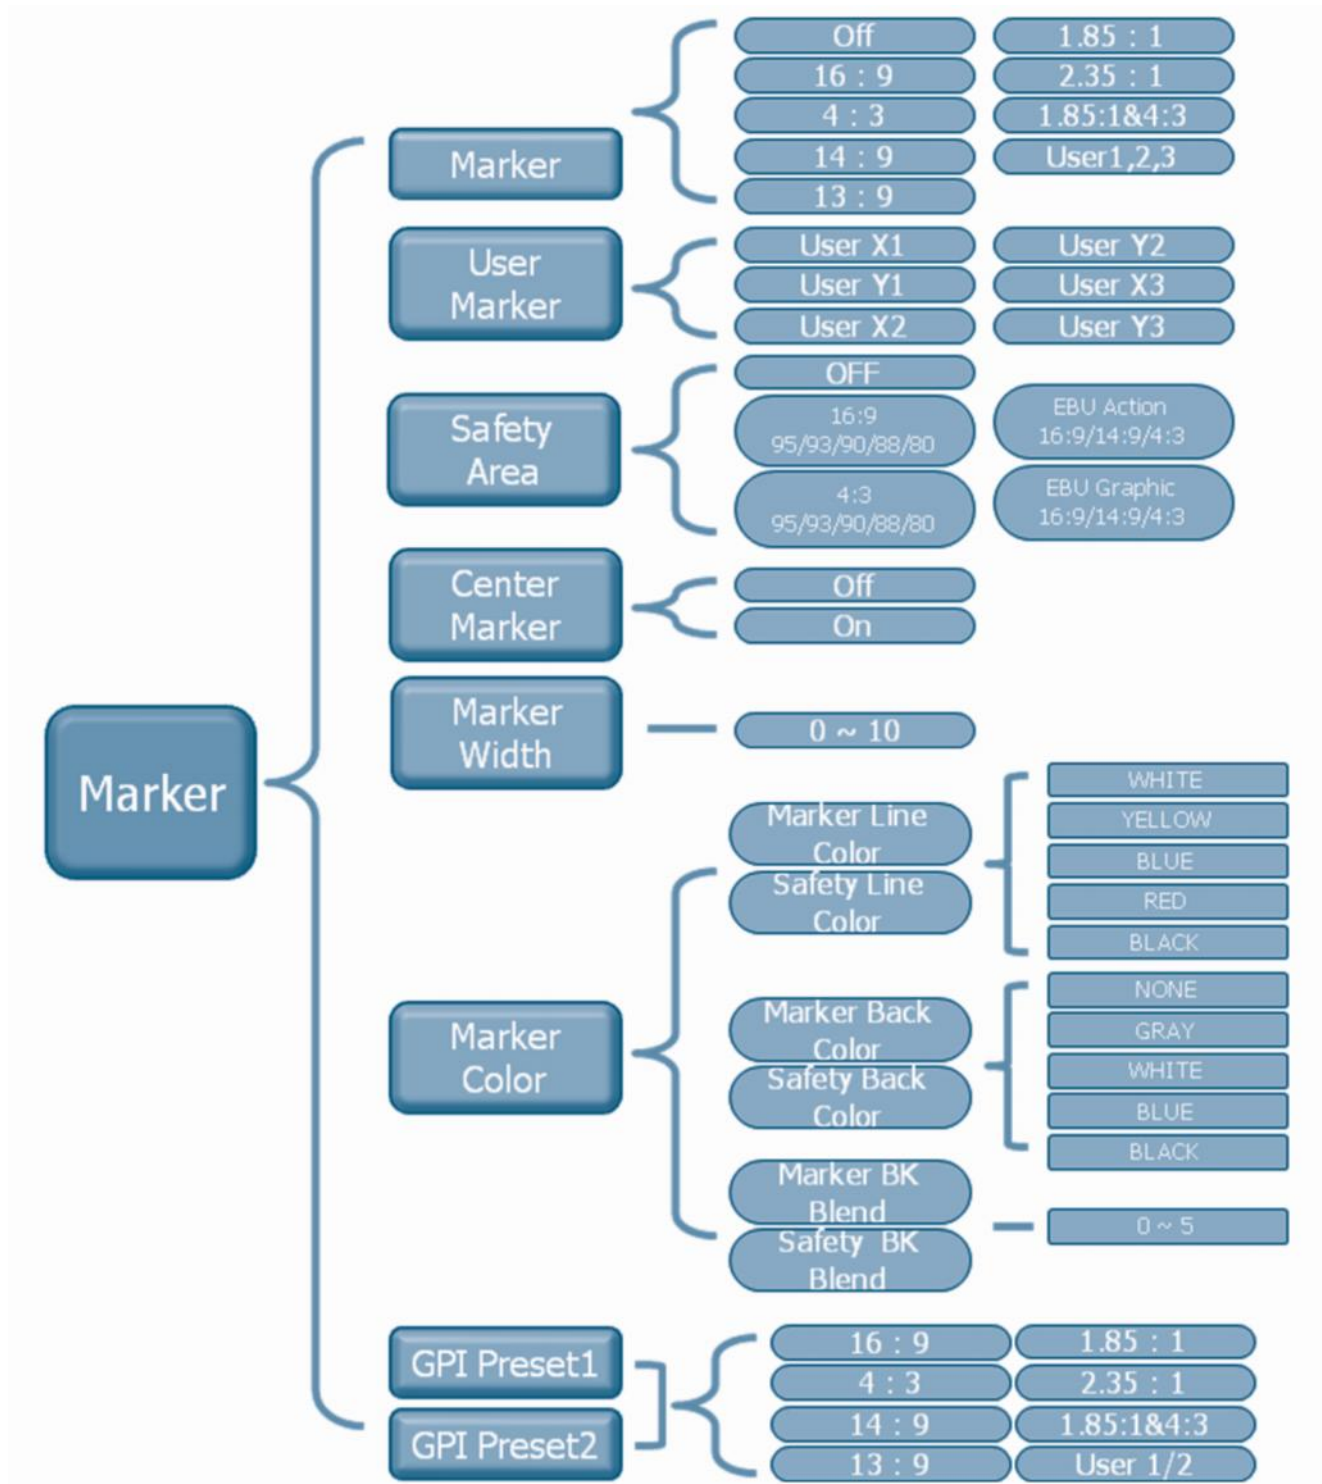 Marker
Marker
Off
16 : 9
4 : 3
14 : 9
13 : 9
1.85 : 1
2.35 : 1
1.85:1&4:3
User1,2,3
User
Marker
User X1
User Y1
User X2
User Y2
User X3
User Y3
Safety
Area
OFF
16:9
95/93/90/88/80
4:3
95/93/90/88/80
EBU Action
16:9/14:9/4:3
EBU Graphic
16:9/14:9/4:3
Center
Marker
Off
On
Marker
Width
0 ~ 10
Marker
Color
Marker Line
Color
Safety Line
Color
WHITE
YELLOW
BLUE
RED
BLACK
Marker Back
Color
Safety Back
Color
NONE
GRAY
WHITE
BLUE
BLACK
Marker BK
Blend
Safety BK
Blend
0 ~ 5
GPI Preset1
GPI Preset2
16 : 9
4 : 3
14 : 9
13 : 9
1.85 : 1
2.35 : 1
1.85:1&4:3
User 1/2